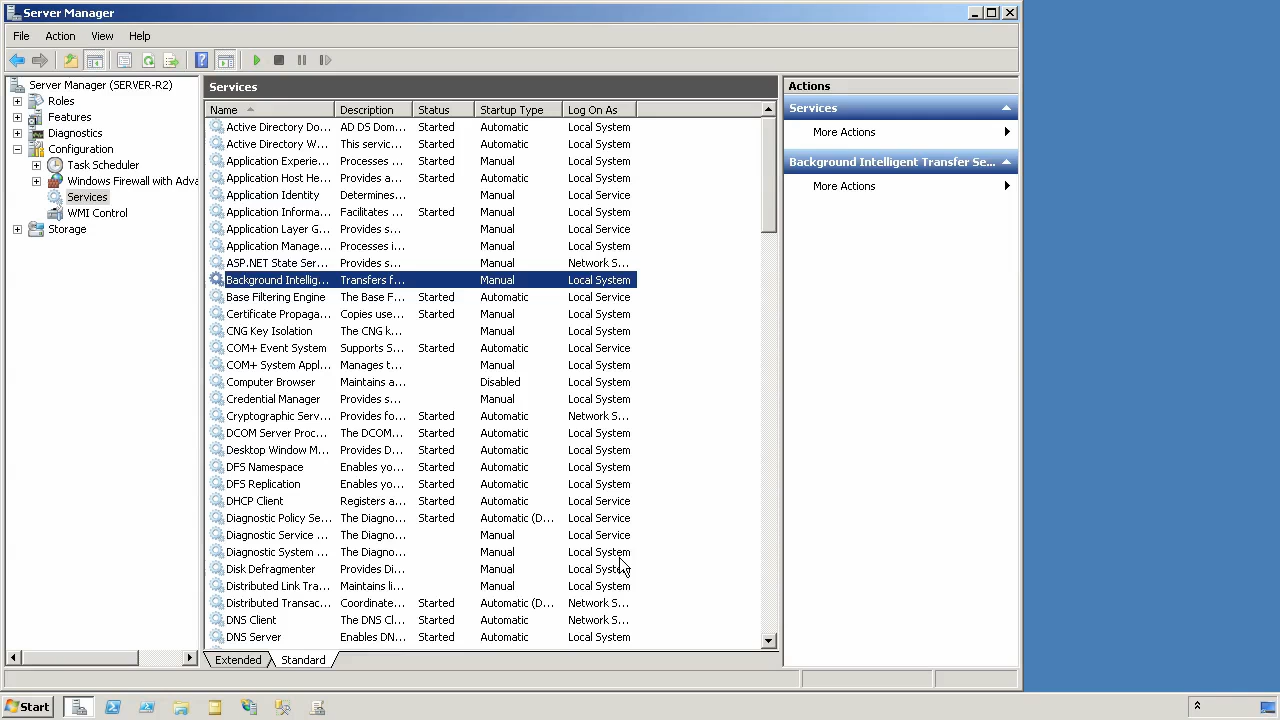 Server Manager
File Action View Help
Server Manager (SERVER-R2)
Roles
Features
Diagnostics
Configuration
Task Scheduler
Windows Firewall with Adva
Services
WMI Control
Storage
Services
Name Description Status Startup Type Log On As
Active Directory Do... AD DS Dom... Started Automatic Local System
Active Directory W... This servic... Started Automatic Local System
Application Experie... Processes ... Started Manual Local System
Application Host He... Provides a... Started Automatic Local System
Application Identity Determines... Manual Local Service
Application Informa... Facilitates ... Started Manual Local System
Application Layer G... Provides s... Manual Local Service
Application Manage... Processes i... Manual Local System
ASP.NET State Ser... Provides s... Manual Network S...
Background Intellig... Transfers f... Manual Local System
Base Filtering Engine The Base F... Started Automatic Local Service
Certificate Propaga... Copies use... Started Manual Local System
CNG Key Isolation The CNG k... Manual Local System
COM+ Event System Supports S... Started Automatic Local Service
COM+ System Appl... Manages t... Manual Local System
Computer Browser Maintains a... Disabled Local System
Credential Manager Provides s... Manual Local System
Cryptographic Serv... Provides fo... Started Automatic Network S...
DCOM Server Proc... The DCOM... Started Automatic Local System
Desktop Window M... Provides D... Started Automatic Local System
DFS Namespace Enables yo... Started Automatic Local System
DFS Replication Enables yo... Started Automatic Local System
DHCP Client Registers a... Started Automatic Local Service
Diagnostic Policy Se... The Diagno... Started Automatic (D... Local Service
Diagnostic Service ... The Diagno... Manual Local Service
Diagnostic System ... The Diagno... Manual Local System
Disk Defragmenter Provides Di... Manual Local System
Distributed Link Tra... Maintains li... Manual Local System
Distributed Transac... Coordinate... Started Automatic (D... Network S...
DNS Client The DNS Cl... Started Automatic Network S...
DNS Server Enables DN... Started Automatic Local System
Extended Standard
Actions
Services
More Actions
Background Intelligent Transfer Se...
More Actions
Start